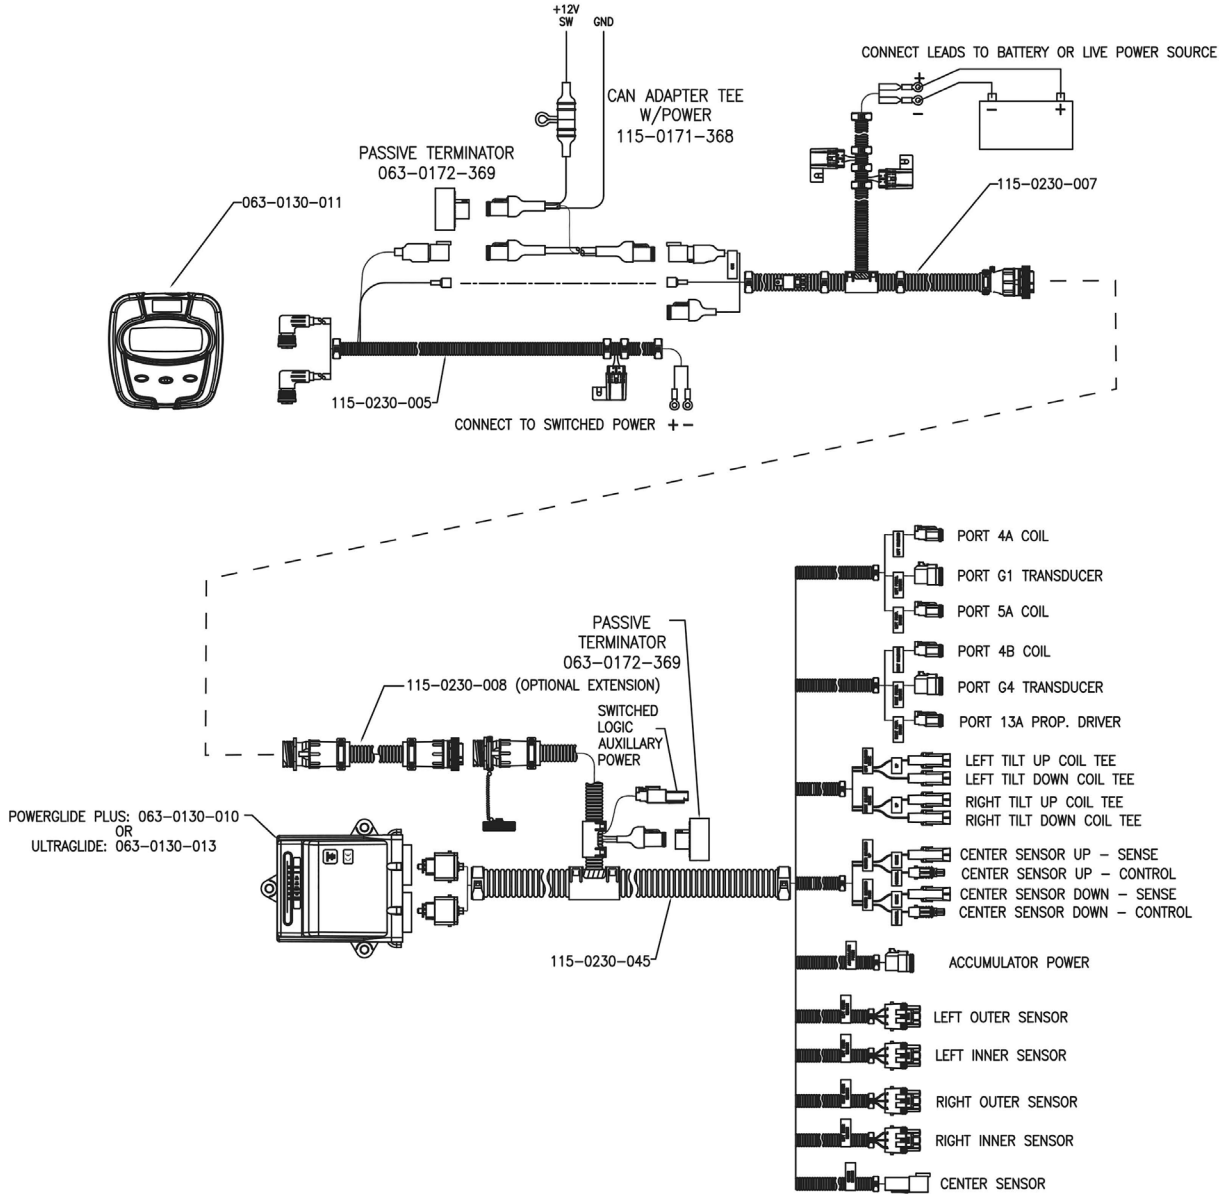 +12V
SW
GND
CONNECT LEADS TO BATTERY OR LIVE POWER SOURCE
CAN ADAPTER TEE
W/POWER
115-0171-368
+
-
- +
PASSIVE TERMINATOR
063-0172-369
063-0130-011
115-0230-007
115-0230-005
CONNECT TO SWITCHED POWER + -
PORT 4A COIL
PORT G1 TRANSDUCER
PORT 5A COIL
PASSIVE
TERMINATOR
063-0172-369
PORT 4B COIL
PORT G4 TRANSDUCER
PORT 13A PROP. DRIVER
115-0230-008 (OPTIONAL EXTENSION)
SWITCHED
LOGIC
AUXILLARY
POWER
LEFT TILT UP COIL TEE
LEFT TILT DOWN COIL TEE
RIGHT TILT UP COIL TEE
RIGHT TILT DOWN COIL TEE
POWERGLIDE PLUS: 063-0130-010
OR
ULTRAGLIDE: 063-0130-013
CENTER SENSOR UP - SENSE
CENTER SENSOR UP - CONTROL
CENTER SENSOR DOWN - SENSE
CENTER SENSOR DOWN - CONTROL
115-0230-045
ACCUMULATOR POWER
LEFT OUTER SENSOR
LEFT INNER SENSOR
RIGHT OUTER SENSOR
RIGHT INNER SENSOR
CENTER SENSOR